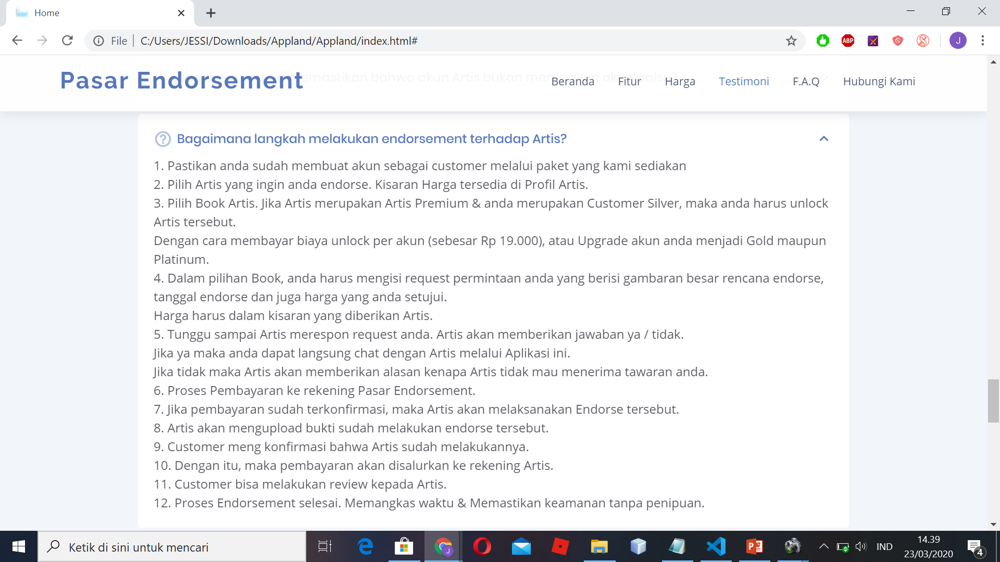 Home
File
C:/Users/JESSI/Downloads/Appland/Appland/index.html#
ABP
J
Pasar Endorsement
emastikan bahwa akun Artis bukan merupakan akun palsu?
Beranda
Fitur
Harga
Testimoni
F.A.Q
Hubungi Kami
Bagaimana langkah melakukan endorsement terhadap Artis?
1. Pastikan anda sudah membuat akun sebagai customer melalui paket yang kami sediakan
2. Pilih Artis yang ingin anda endorse. Kisaran Harga tersedia di Profil Artis.
3. Pilih Book Artis. Jika Artis merupakan Artis Premium & anda merupakan Customer Silver, maka anda harus unlock
Artis tersebut.
Dengan cara membayar biaya unlock per akun (sebesar Rp 19.000), atau Upgrade akun anda menjadi Gold maupun
Platinum.
4. Dalam pilihan Book, anda harus mengisi request permintaan anda yang berisi gambaran besar rencana endorse,
tanggal endorse dan juga harga yang anda setujui.
Harga harus dalam kisaran yang diberikan Artis.
5. Tunggu sampai Artis merespon request anda. Artis akan memberikan jawaban ya / tidak.
Jika ya maka anda dapat langsung chat dengan Artis melalui Aplikasi ini.
Jika tidak maka Artis akan memberikan alasan kenapa Artis tidak mau menerima tawaran anda.
6. Proses Pembayaran ke rekening Pasar Endorsement.
7. Jika pembayaran sudah terkonfirmasi, maka Artis akan melaksanakan Endorse tersebut.
8. Artis akan mengupload bukti sudah melakukan endorse tersebut.
9. Customer meng konfirmasi bahwa Artis sudah melakukannya.
10. Dengan itu, maka pembayaran akan disalurkan ke rekening Artis.
11. Customer bisa melakukan review kepada Artis.
12. Proses Endorsement selesai. Memangkas waktu & Memastikan keamanan tanpa penipuan.
Ketik di sini untuk mencari
J
IND
14.39
23/03/2020
4